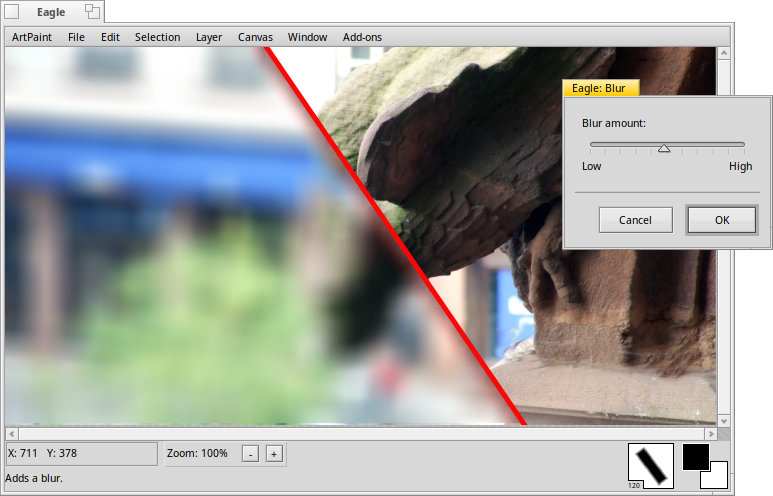 Eagle
ArtPaint File Edit Selection Layer Canvas Window Add-ons
Eagle: Blur
Blur amount:
Low High
Cancel OK
X: 711 Y: 378 Zoom: 100% - +
120
Adds a blur.